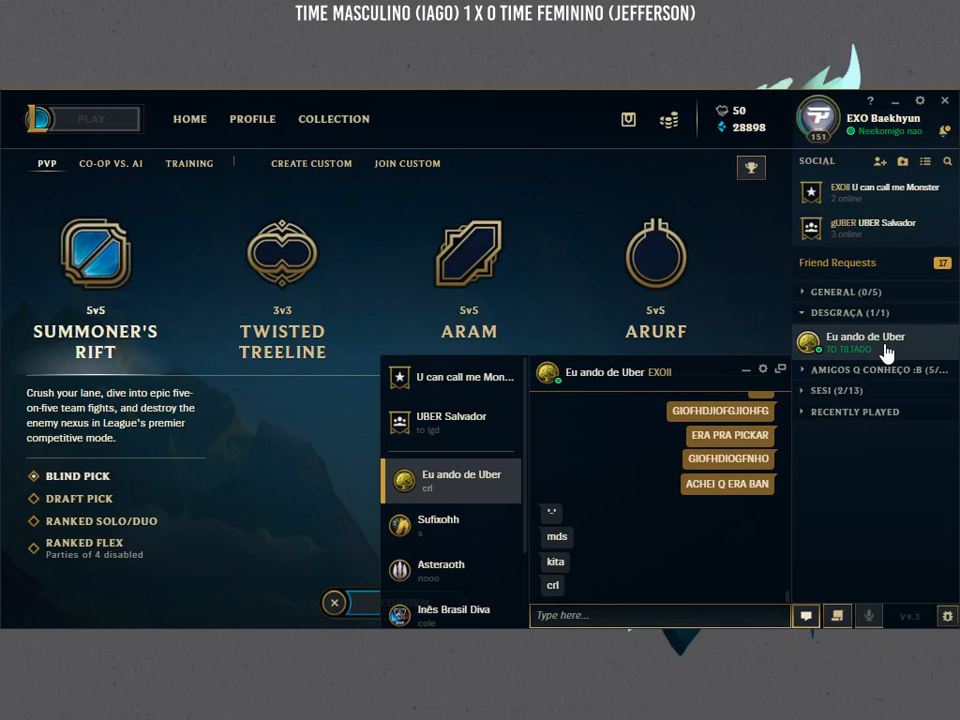 TIME MASCULINO (IAGO) 1 X 0 TIME FEMININO (JEFFERSON)
PLAY
HOME
PROFILE
COLLECTION
50
28898
151
EXO Baekhyun
Neekomigo nao
PVP
CO-OP VS. AI
TRAINING
CREATE CUSTOM
JOIN CUSTOM
SOCIAL
EXOII U can call me Monster
2 online
gUBER UBER Salvador
3 online
Friend Requests
17
GENERAL (0/5)
DESGRAÇA (1/1)
Eu ando de Uber
TO TILTADO
AMIGOS Q CONHEÇO :B (5/...
SESI (2/13)
RECENTLY PLAYED
5v5
SUMMONER'S
RIFT
3v3
TWISTED
TREELINE
5v5
ARAM
5v5
ARURF
Crush your lane, dive into epic five-
on-five team fights, and destroy the
enemy nexus in League's premier
competitive mode.
BLIND PICK
DRAFT PICK
RANKED SOLO/DUO
RANKED FLEX
Parties of 4 disabled
U can call me Mon...
UBER Salvador
to lgd
Eu ando de Uber
crl
Sufixohh
s
Asteraoth
nooo
Inês Brasil Diva
cole
Eu ando de Uber EXOII
GIOFHDJIOFGJIOHFG
ERA PRA PICKAR
GIOFHDIOGFNHO
ACHEI Q ERA BAN
'-'
mds
kita
crl
Type here...
V9.3